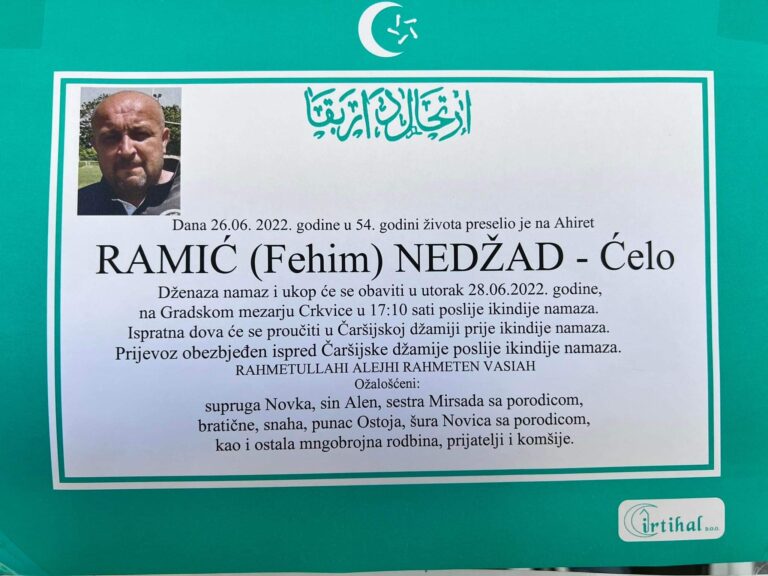 ارتحال دار بقا
Dana 26.06. 2022. godine u 54. godini života preselio je na Ahiret
RAMIĆ (Fehim) NEDŽAD - Ćelo
Dženaza namaz i ukop će se obaviti u utorak 28.06.2022. godine,
na Gradskom mezarju Crkvice u 17:10 sati poslije ikindije namaza.
Ispratna dova će se proučiti u Čaršijskoj džamiji prije ikindije namaza.
Prijevoz obezbjeđen ispred Čaršijske džamije poslije ikindije namaza.
RAHMETULLAHI ALEJHI RAHMETEN VASIAH
Ožalošćeni:
supruga Novka, sin Alen, sestra Mirsada sa porodicom,
bratične, snaha, punac Ostoja, šura Novica sa porodicom,
kao i ostala mngobrojna rodbina, prijatelji i komšije.
irtihal d.o.o.